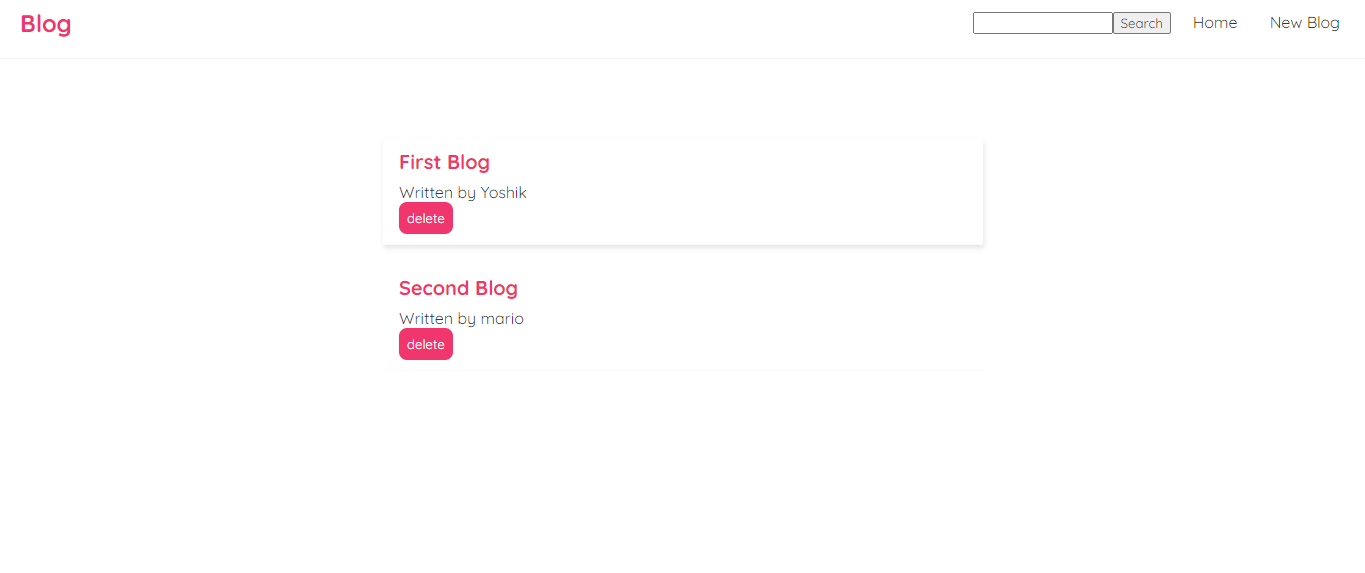 Blog
Search Home New Blog
First Blog
Written by Yoshik
delete
Second Blog
Written by mario
delete